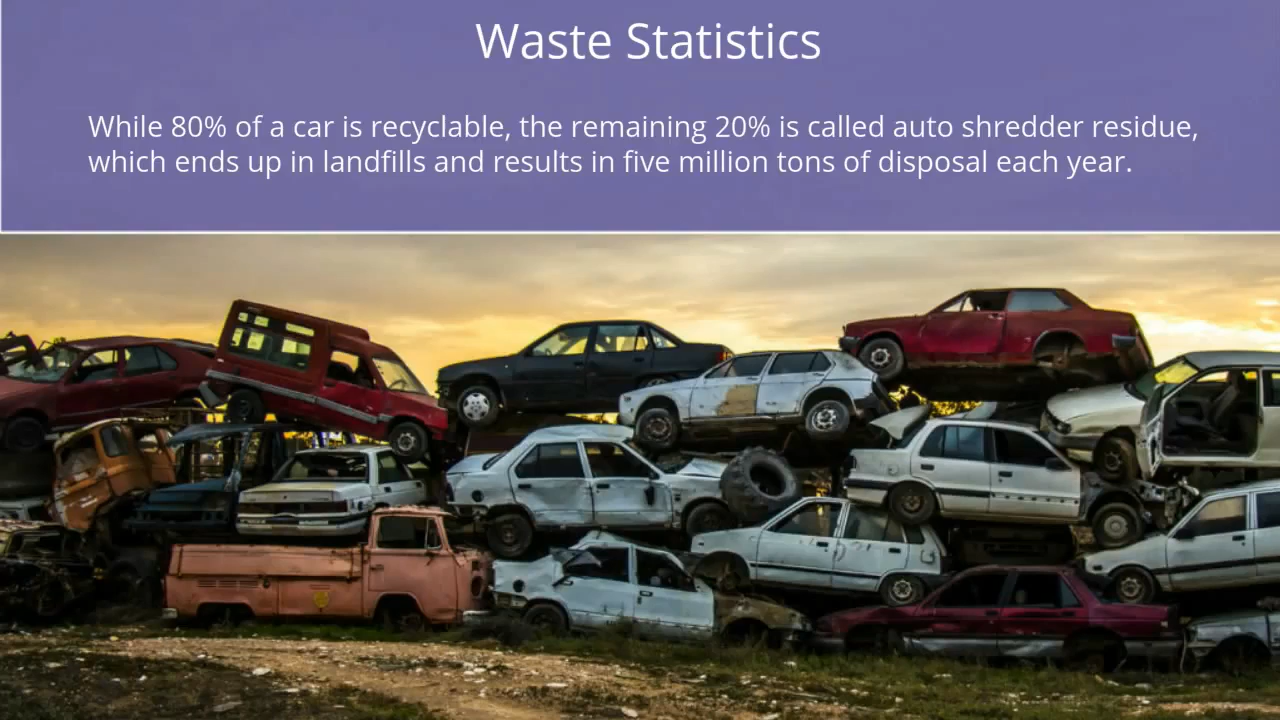 Waste Statistics
While 80% of a car is recyclable, the remaining 20% is called auto shredder residue,
which ends up in landfills and results in five million tons of disposal each year.